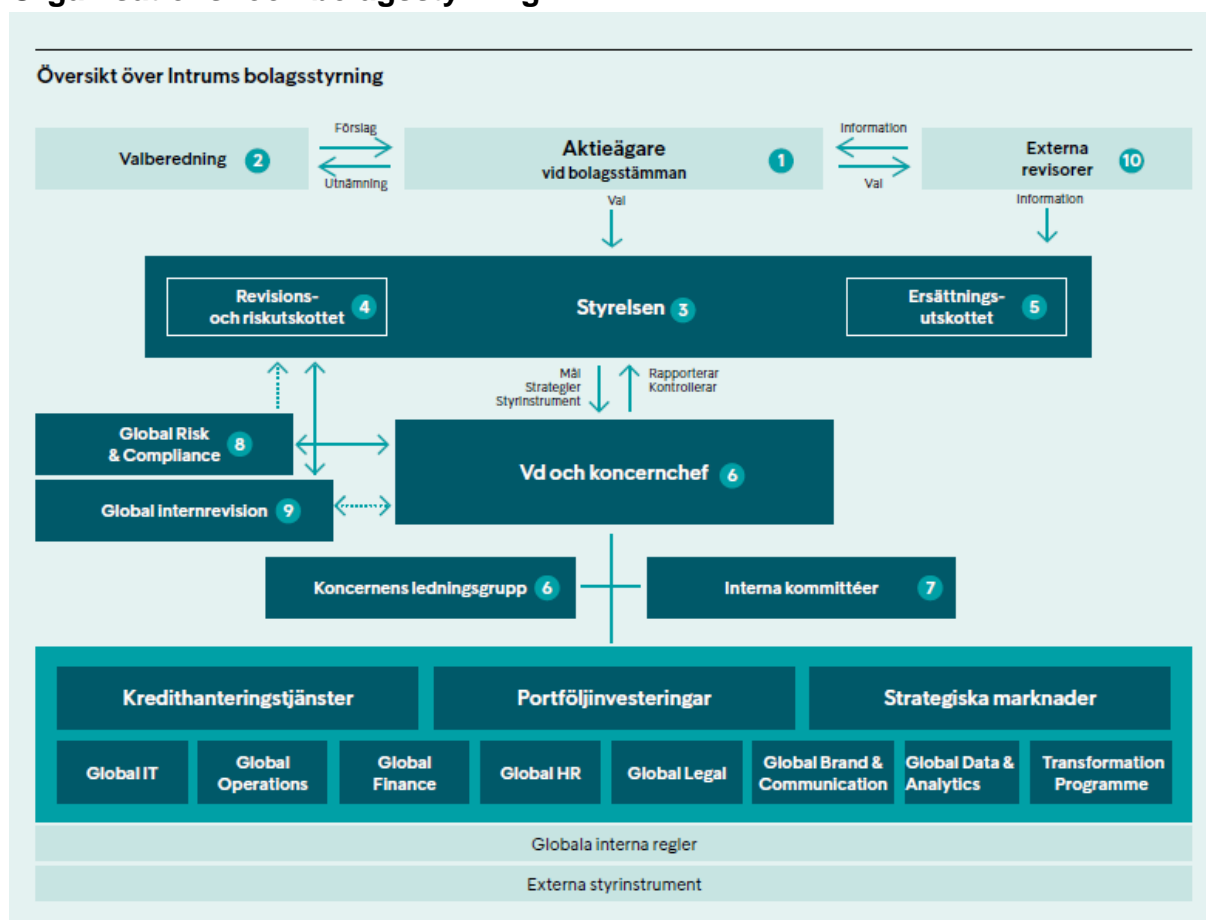 Översikt över Intrums bolagsstyrning
Förslag
Information
Valberedning 2
Aktieägare
vid bolagsstämman
1
Externa
revisorer
10
Utnämning
Val
Val
Information
Revisions-
och riskutskottet
4
Styrelsen 3
Ersättnings-
utskottet
5
Mål
Strategier
Styrinstrument
Rapporterar
Kontrollerar
Global Risk
& Compliance
8
Vd och koncernchef 6
Global internrevision 9
Koncernens ledningsgrupp 6
Interna kommittéer 7
Kredithanteringstjänster
Portföljinvesteringar
Strategiska marknader
Global IT
Global
Operations
Global
Finance
Global HR
Global Legal
Global Brand &
Communication
Global Data &
Analytics
Transformation
Programme
Globala interna regler
Externa styrinstrument